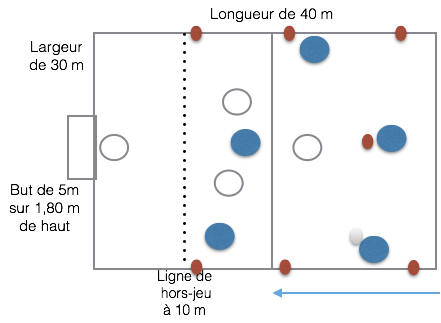 Longueur de 40 m
Largeur
de 30 m
But de 5m
sur 1,80 m
de haut
Ligne de
hors-jeu
à 10 m